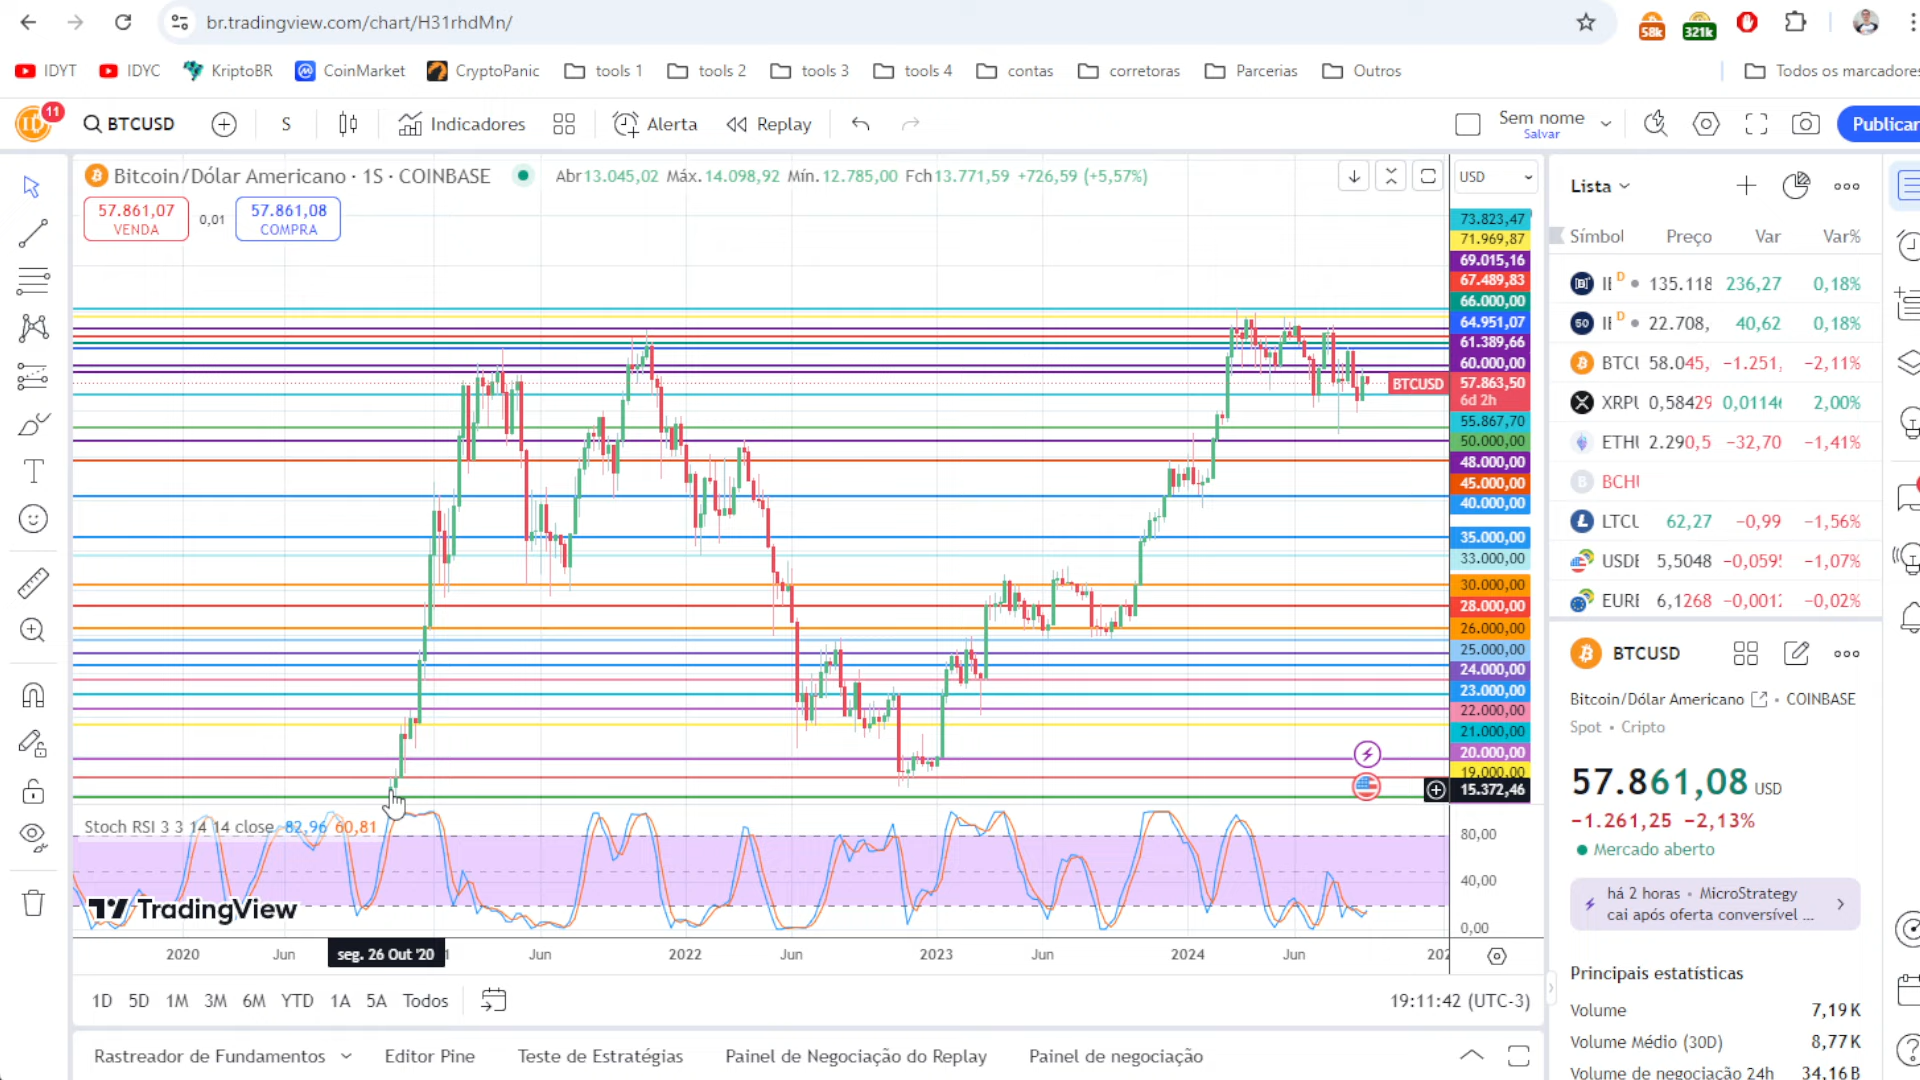 br.tradingview.com/chart/H31rhdMn/
58k
321k
IDYT
IDYC
KriptoBR
CoinMarket
CryptoPanic
tools 1
tools 2
tools 3
tools 4
contas
corretoras
Parcerias
Outros
Todos os marcadores
11
BTCUSD
S
Indicadores
Alerta
Replay
Sem nome
Salvar
Publicar
Bitcoin/Dólar Americano · 1S · COINBASE
Abr13.045,02 Máx.14.098,92 Mín.12.785,00 Fch13.771,59 +726,59 (+5,57%)
USD
57.861,07
VENDA
0,01
57.861,08
COMPRA
73.823,47
71.969,87
69.015,16
67.489,83
66.000,00
64.951,07
61.389,66
60.000,00
BTCUSD
57.863,50
6d 2h
55.867,70
50.000,00
48.000,00
45.000,00
40.000,00
35.000,00
33.000,00
30.000,00
28.000,00
26.000,00
25.000,00
24.000,00
23.000,00
22.000,00
21.000,00
20.000,00
19.000,00
15.372,46
Stoch RSI 3 3 14 14 close 82,96 60,81
80,00
40,00
0,00
TradingView
2020
Jun
seg. 26 Out '20
Jun
2022
Jun
2023
Jun
2024
Jun
202
1D
5D
1M
3M
6M
YTD
1A
5A
Todos
19:11:42 (UTC-3)
Rastreador de Fundamentos
Editor Pine
Teste de Estratégias
Painel de Negociação do Replay
Painel de negociação
Lista
Símbol Preço Var Var%
135.118 236,27 0,18%
50 22.708, 40,62 0,18%
58.045, −1.251, −2,11%
0,58429 0,01146 2,00%
2.290,5 −32,70 −1,41%
62,27 −0,99 −1,56%
5,5048 −0,059 −1,07%
6,1268 −0,0012 −0,02%
BTCUSD
Bitcoin/Dólar Americano • COINBASE
Spot • Cripto
57.861,08 USD
−1.261,25 −2,13%
Mercado aberto
há 2 horas • MicroStrategy
cai após oferta conversível ...
Principais estatísticas
Volume 7,19 K
Volume Médio (30D) 8,77 K
Volume de negociação 24h 34,16 B